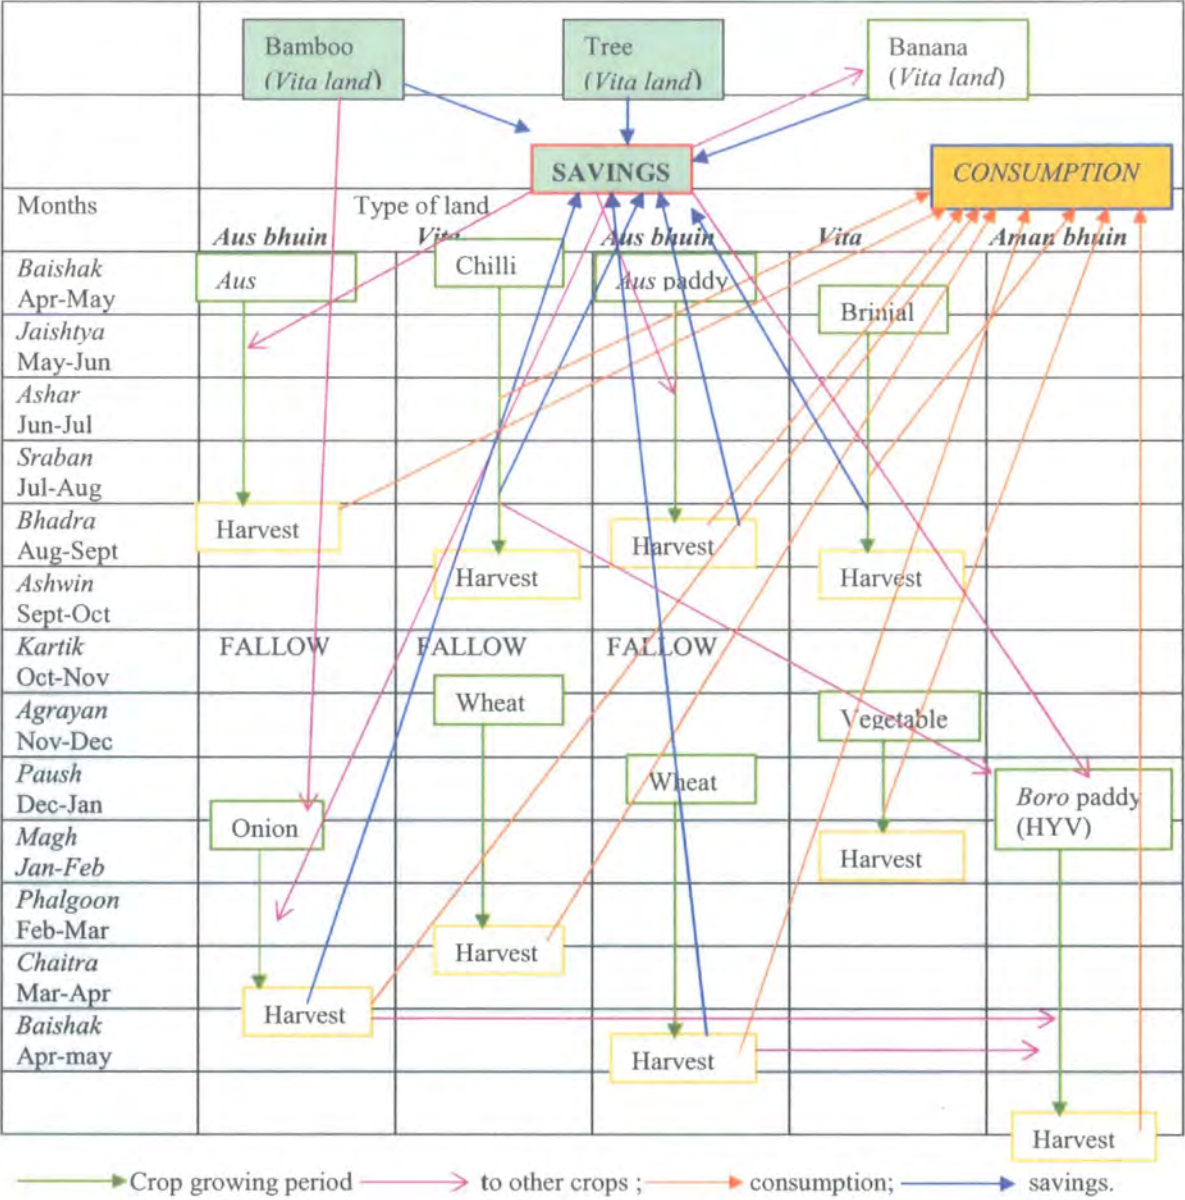 Bamboo
(Vita land)
Tree
(Vita land)
Banana
(Vita land)
SAVINGS
CONSUMPTION
Months
Type of land
Aus bhuin
Vita
Aus bhuin
Vita
Aman bhuin
Baishak
Apr-May
Aus
Chilli
Aus paddy
Brinial
Jaishtya
May-Jun
Ashar
Jun-Jul
Sraban
Jul-Aug
Bhadra
Aug-Sept
Harvest
Harvest
Harvest
Harvest
Ashwin
Sept-Oct
Kartik
Oct-Nov
FALLOW
FALLOW
FALLOW
Agrayan
Nov-Dec
Wheat
Vegetable
Paush
Dec-Jan
Wheat
Boro paddy
(HYV)
Onion
Magh
Jan-Feb
Harvest
Phalgoon
Feb-Mar
Harvest
Chaitra
Mar-Apr
Harvest
Baishak
Apr-may
Harvest
Harvest
Crop growing period to other crops ; consumption; savings.